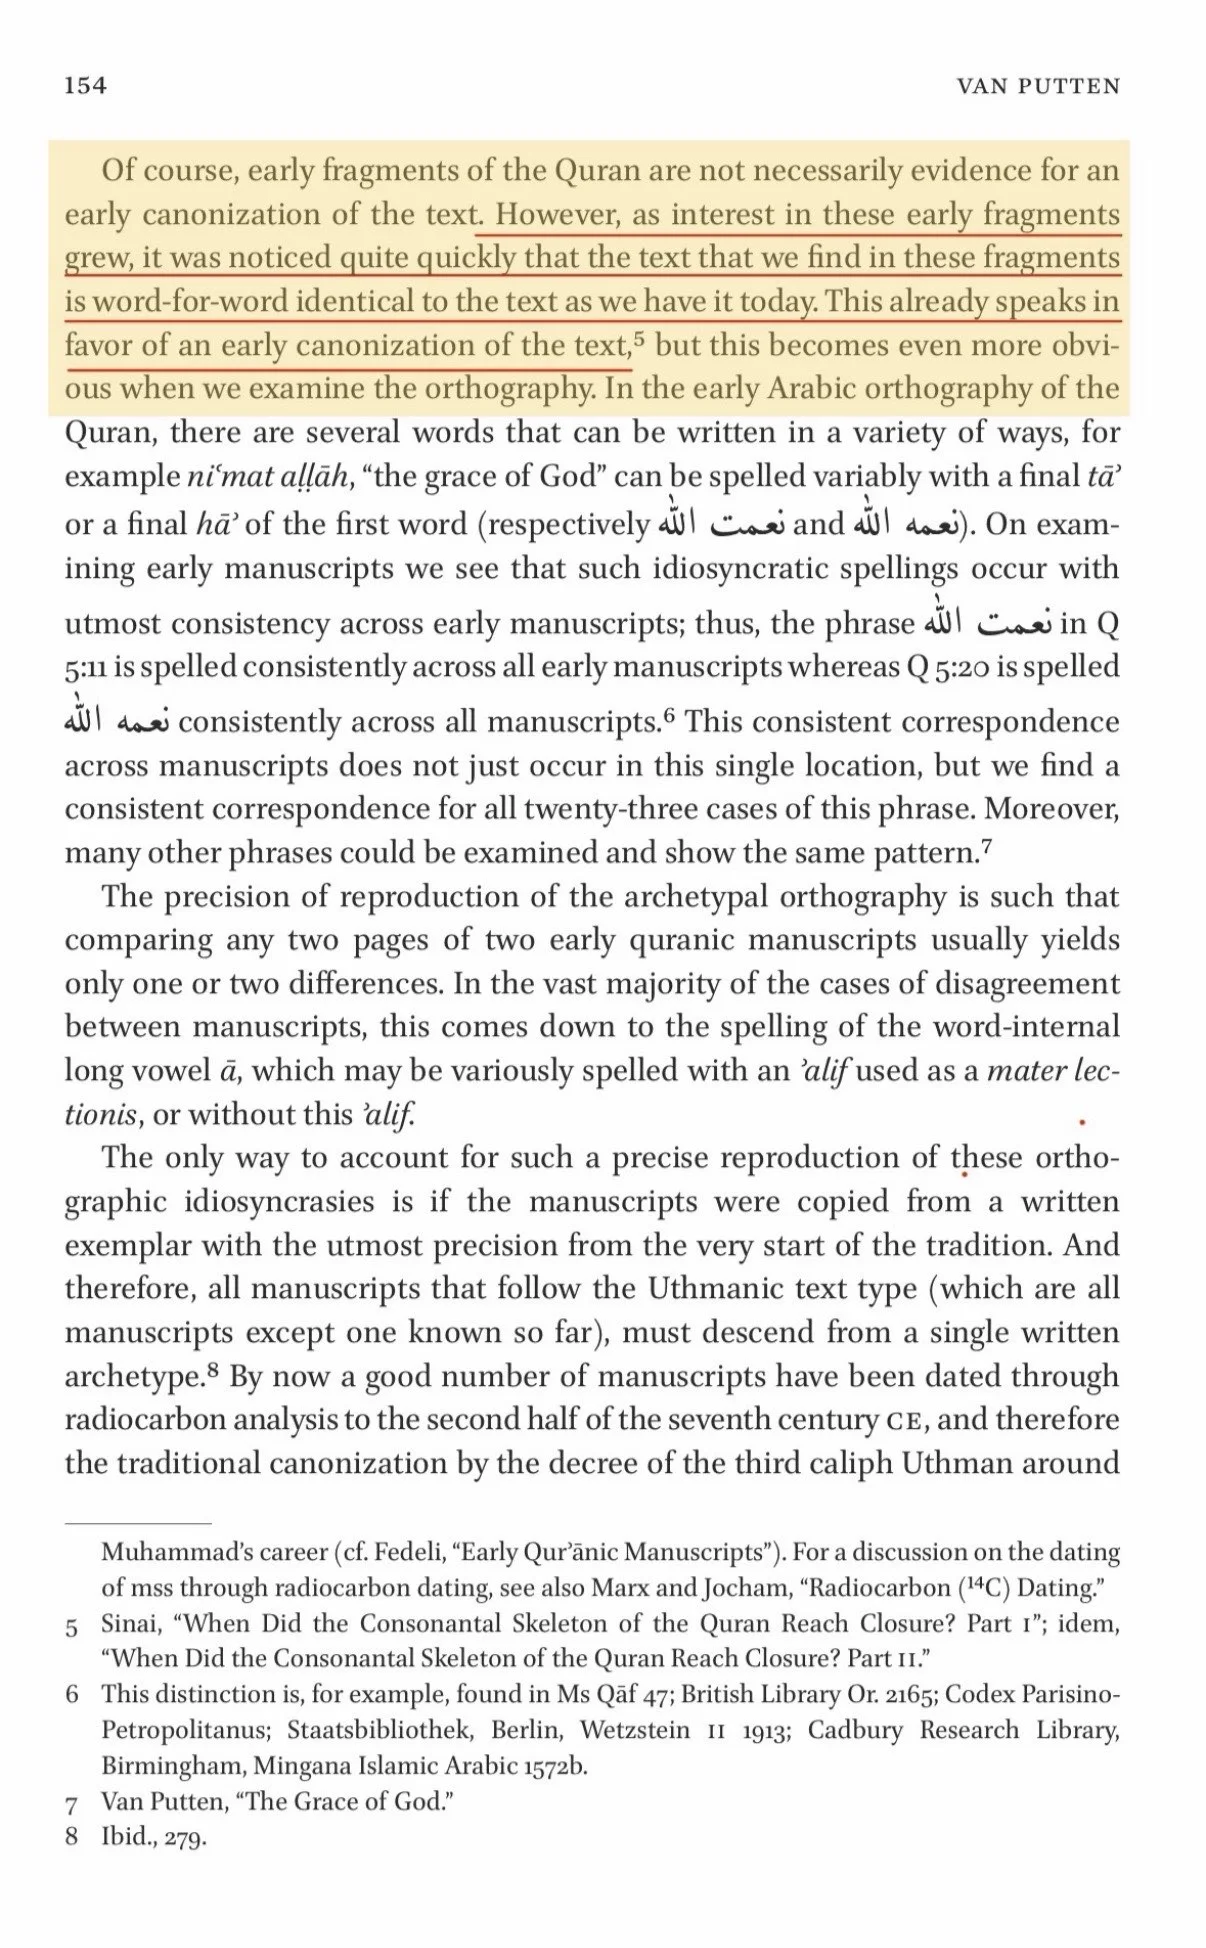 154
VAN PUTTEN
Of course, early fragments of the Quran are not necessarily evidence for an
early canonization of the text. However, as interest in these early fragments
grew, it was noticed quite quickly that the text that we find in these fragments
is word-for-word identical to the text as we have it today. This already speaks in
favor of an early canonization of the text,⁵ but this becomes even more obvi-
ous when we examine the orthography. In the early Arabic orthography of the
Quran, there are several words that can be written in a variety of ways, for
example niʿmat aḷḷāh, “the grace of God” can be spelled variably with a final tāʾ
or a final hāʾ of the first word (respectively نعمت الله and نعمه الله). On exam-
ining early manuscripts we see that such idiosyncratic spellings occur with
utmost consistency across early manuscripts; thus, the phrase نعمت الله in Q
5:11 is spelled consistently across all early manuscripts whereas Q 5:20 is spelled
نعمه الله consistently across all manuscripts.⁶ This consistent correspondence
across manuscripts does not just occur in this single location, but we find a
consistent correspondence for all twenty-three cases of this phrase. Moreover,
many other phrases could be examined and show the same pattern.⁷
The precision of reproduction of the archetypal orthography is such that
comparing any two pages of two early quranic manuscripts usually yields
only one or two differences. In the vast majority of the cases of disagreement
between manuscripts, this comes down to the spelling of the word-internal
long vowel ā, which may be variously spelled with an ʾalif used as a mater lec-
tionis, or without this ʾalif.
The only way to account for such a precise reproduction of these ortho-
graphic idiosyncrasies is if the manuscripts were copied from a written
exemplar with the utmost precision from the very start of the tradition. And
therefore, all manuscripts that follow the Uthmanic text type (which are all
manuscripts except one known so far), must descend from a single written
archetype.⁸ By now a good number of manuscripts have been dated through
radiocarbon analysis to the second half of the seventh century CE, and therefore
the traditional canonization by the decree of the third caliph Uthman around
Muhammad’s career (cf. Fedeli, “Early Qurʾānic Manuscripts”). For a discussion on the dating
of mss through radiocarbon dating, see also Marx and Jocham, “Radiocarbon (¹⁴C) Dating.”
5 Sinai, “When Did the Consonantal Skeleton of the Quran Reach Closure? Part I”; idem,
“When Did the Consonantal Skeleton of the Quran Reach Closure? Part II.”
6 This distinction is, for example, found in Ms Qāf 47; British Library Or. 2165; Codex Parisino-
Petropolitanus; Staatsbibliothek, Berlin, Wetzstein II 1913; Cadbury Research Library,
Birmingham, Mingana Islamic Arabic 1572b.
7 Van Putten, “The Grace of God.”
8 Ibid., 279.